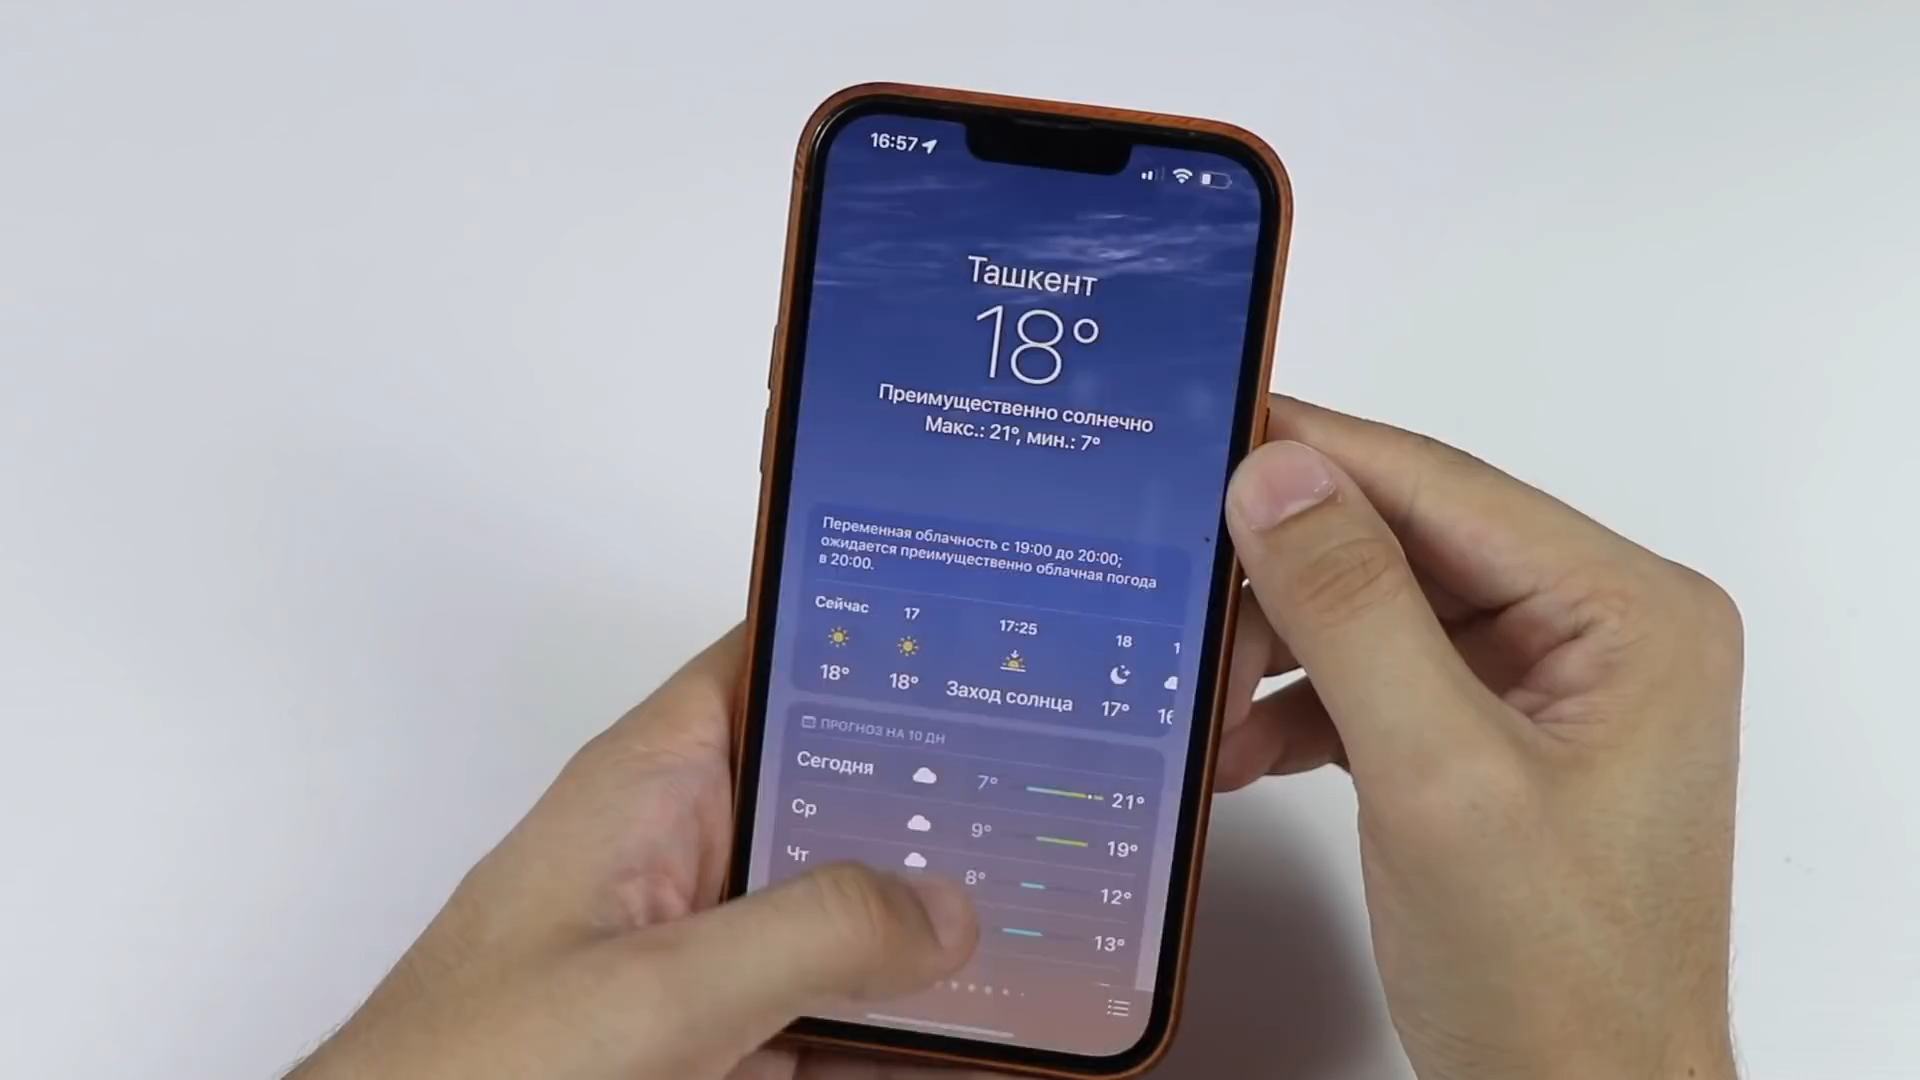 16:57
Ташкент
18°
Преимущественно солнечно
Макс.: 21°, мин.: 7°
Переменная облачность с 19:00 до 20:00;
ожидается преимущественно облачная погода
в 20:00.
Сейчас 17 17:25 18
18° 18° Заход солнца 17°
ПРОГНОЗ НА 10 ДН
Сегодня 7° 21°
Ср 9° 19°
Чт 8° 12°
13°